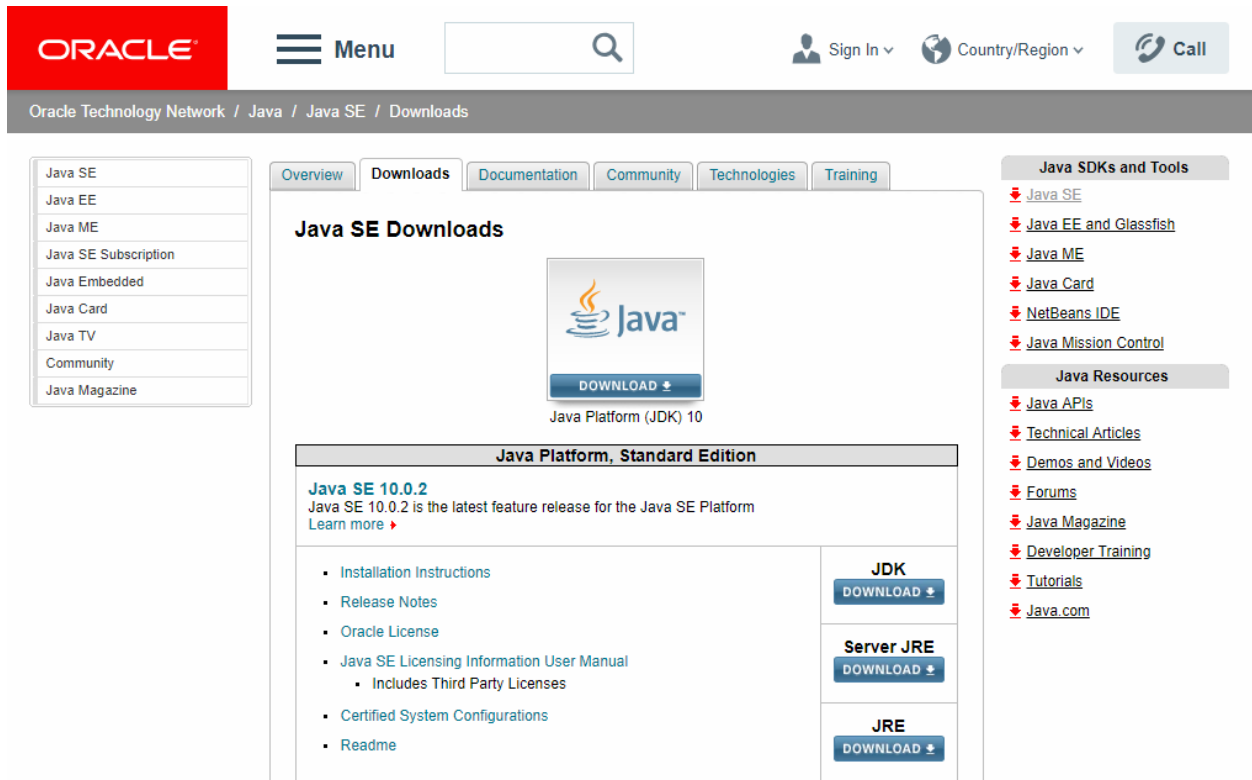 ORACLE®
Menu
Sign In
Country/Region
Call
Oracle Technology Network / Java / Java SE / Downloads
Java SE
Java EE
Java ME
Java SE Subscription
Java Embedded
Java Card
Java TV
Community
Java Magazine
Overview
Downloads
Documentation
Community
Technologies
Training
Java SE Downloads
Java™
DOWNLOAD
Java Platform (JDK) 10
Java Platform, Standard Edition
Java SE 10.0.2
Java SE 10.0.2 is the latest feature release for the Java SE Platform
Learn more
Installation Instructions
Release Notes
Oracle License
Java SE Licensing Information User Manual
Includes Third Party Licenses
Certified System Configurations
Readme
JDK
DOWNLOAD
Server JRE
DOWNLOAD
JRE
DOWNLOAD
Java SDKs and Tools
Java SE
Java EE and Glassfish
Java ME
Java Card
NetBeans IDE
Java Mission Control
Java Resources
Java APIs
Technical Articles
Demos and Videos
Forums
Java Magazine
Developer Training
Tutorials
Java.com